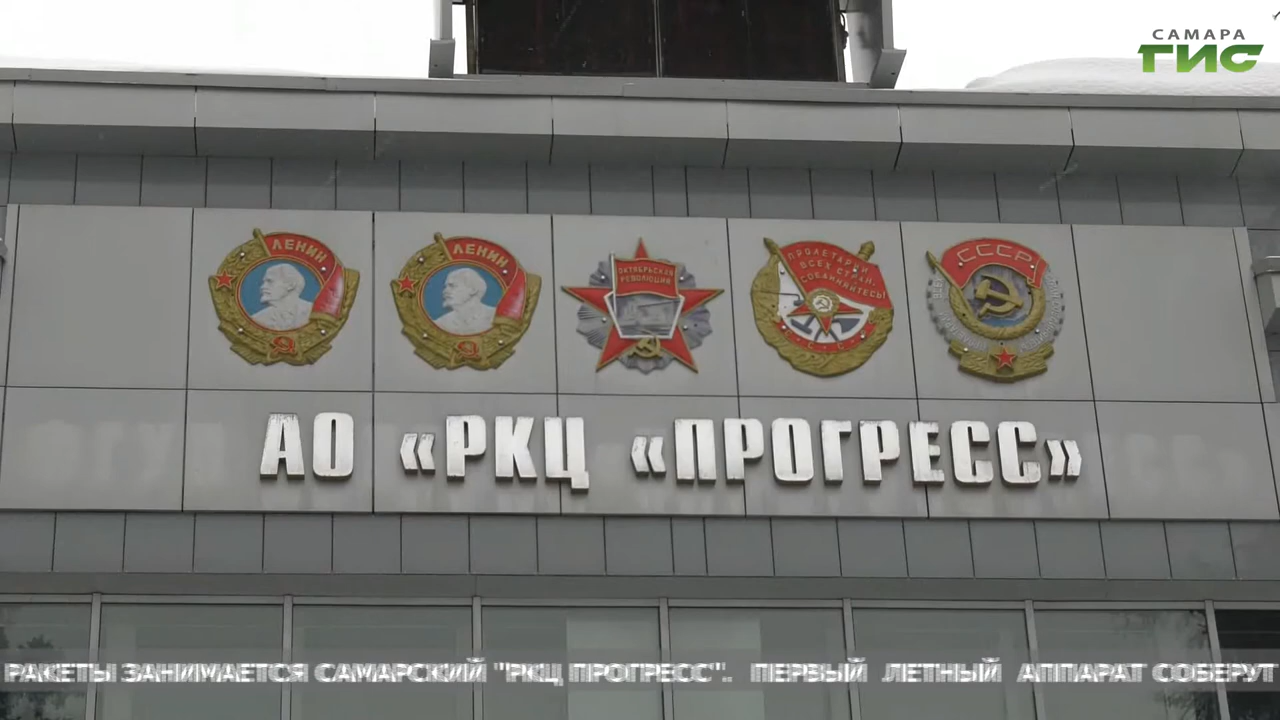 САМАРА
ГИС
ЛЕНИН
ЛЕНИН
ОКТЯБРЬСКАЯ
РЕВОЛЮЦИЯ
ПРОЛЕТАРИИ
ВСЕХ СТРАН,
СОЕДИНЯЙТЕСЬ!
СССР
СССР
АО «РКЦ «ПРОГРЕСС»
РАКЕТЫ ЗАНИМАЕТСЯ САМАРСКИЙ "РКЦ ПРОГРЕСС". ПЕРВЫЙ ЛЕТНЫЙ АППАРАТ СОБЕРУТ